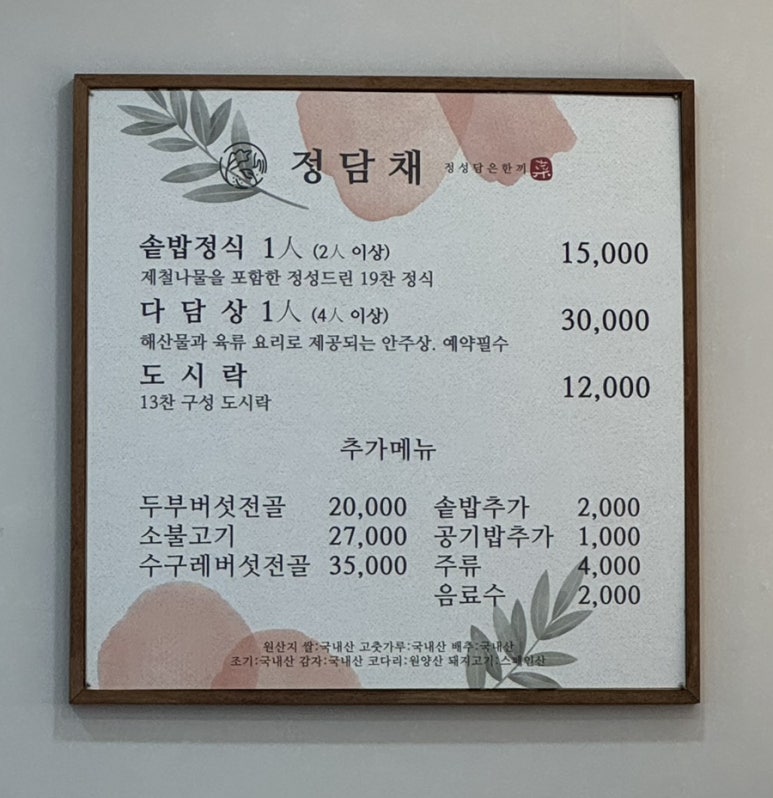 정담채 정성담은한끼 菜
솥밥정식 1人 (2人 이상) 15,000
제철나물을 포함한 정성드린 19찬 정식
다 담 상 1人 (4人 이상) 30,000
해산물과 육류 요리로 제공되는 안주상. 예약필수
도 시 락 12,000
13찬 구성 도시락
추가메뉴
두부버섯전골 20,000 솥밥추가 2,000
소불고기 27,000 공기밥추가 1,000
수구레버섯전골 35,000 주류 4,000
음료수 2,000
원산지 쌀:국내산 고춧가루:국내산 배추:국내산
조기:국내산 감자:국내산 코다리:원양산 돼지고기:스페인산